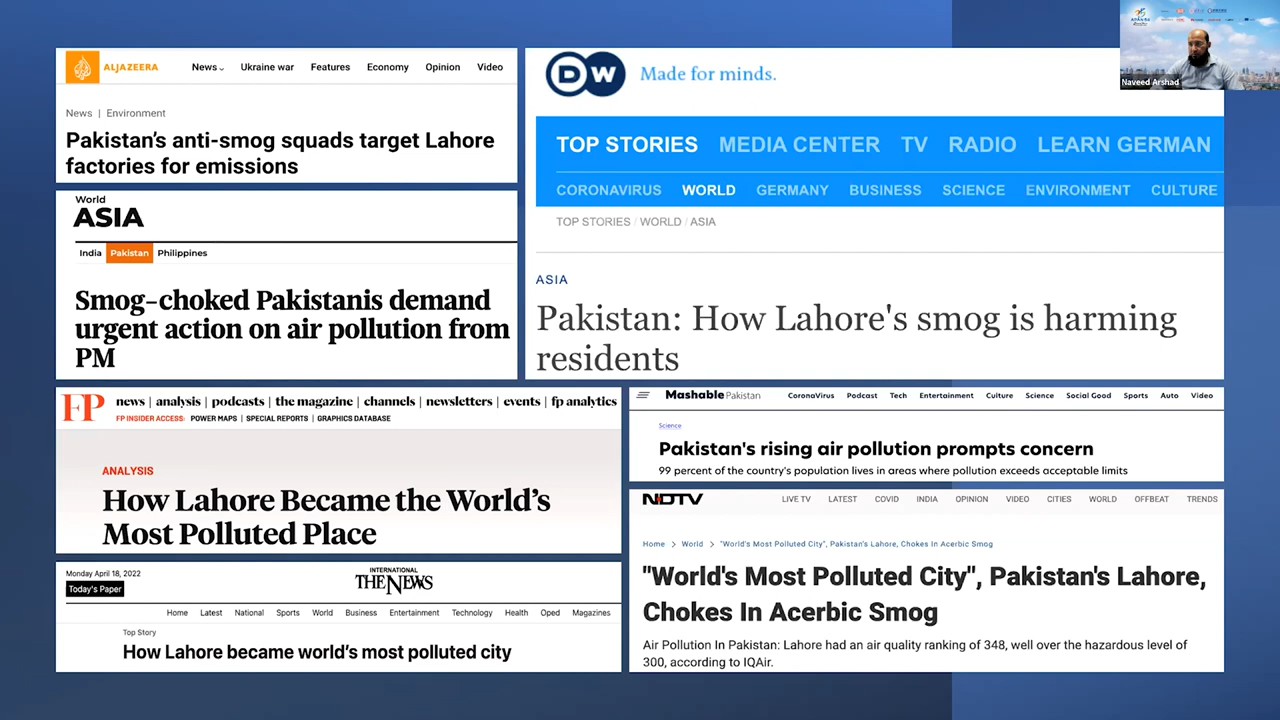 ALJAZEERA
News Ukraine war Features Economy Opinion Video
News | Environment
Pakistan's anti-smog squads target Lahore
factories for emissions
World
ASIA
India Pakistan Philippines
Smog-choked Pakistanis demand
urgent action on air pollution from
PM
DW Made for minds.
TOP STORIES MEDIA CENTER TV RADIO LEARN GERMAN
CORONAVIRUS WORLD GERMANY BUSINESS SCIENCE ENVIRONMENT CULTURE
TOP STORIES / WORLD / ASIA
ASIA
Pakistan: How Lahore's smog is harming
residents
Naveed Arshad
FP news | analysis | podcasts | the magazine | channels | newsletters | events | fp analytics
FP INSIDER ACCESS: POWER MAPS | SPECIAL REPORTS | GRAPHICS DATABASE
ANALYSIS
How Lahore Became the World's
Most Polluted Place
Mashable Pakistan CoronaVirus Podcast Tech Entertainment Culture Science Social Good Sports Auto Video
Science
Pakistan's rising air pollution prompts concern
99 percent of the country's population lives in areas where pollution exceeds acceptable limits
Monday April 18, 2022
Today's Paper
INTERNATIONAL
THE NEWS
Home Latest National Sports World Business Entertainment Technology Health Oped Magazines
Top Story
How Lahore became world's most polluted city
NDTV LIVE TV LATEST COVID INDIA OPINION VIDEO CITIES WORLD OFFBEAT TRENDS
Home > World > "World's Most Polluted City", Pakistan's Lahore, Chokes In Acerbic Smog
"World's Most Polluted City", Pakistan's Lahore,
Chokes In Acerbic Smog
Air Pollution In Pakistan: Lahore had an air quality ranking of 348, well over the hazardous level of
300, according to IQAir.